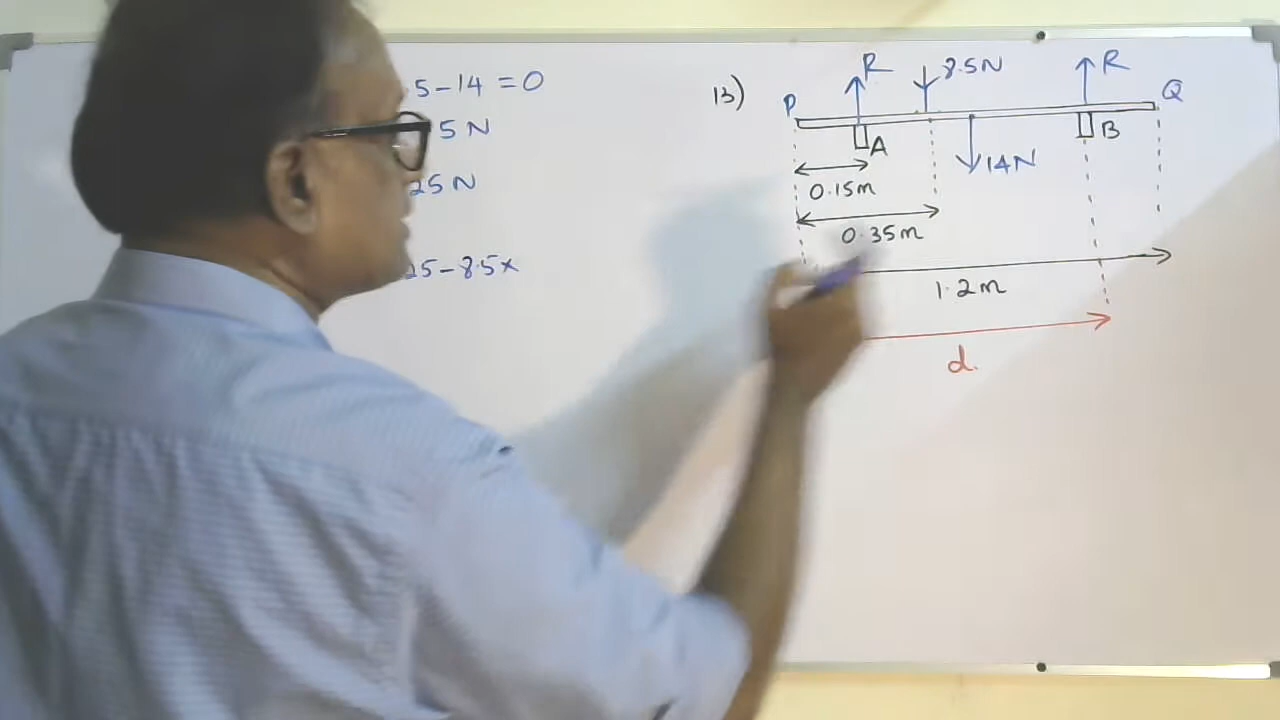 5-14 = 0
5 N
25 N
25-8.5x
13)
P
R
8.5N
R
Q
A
14N
B
0.15m
0.35m
1.2m
d.